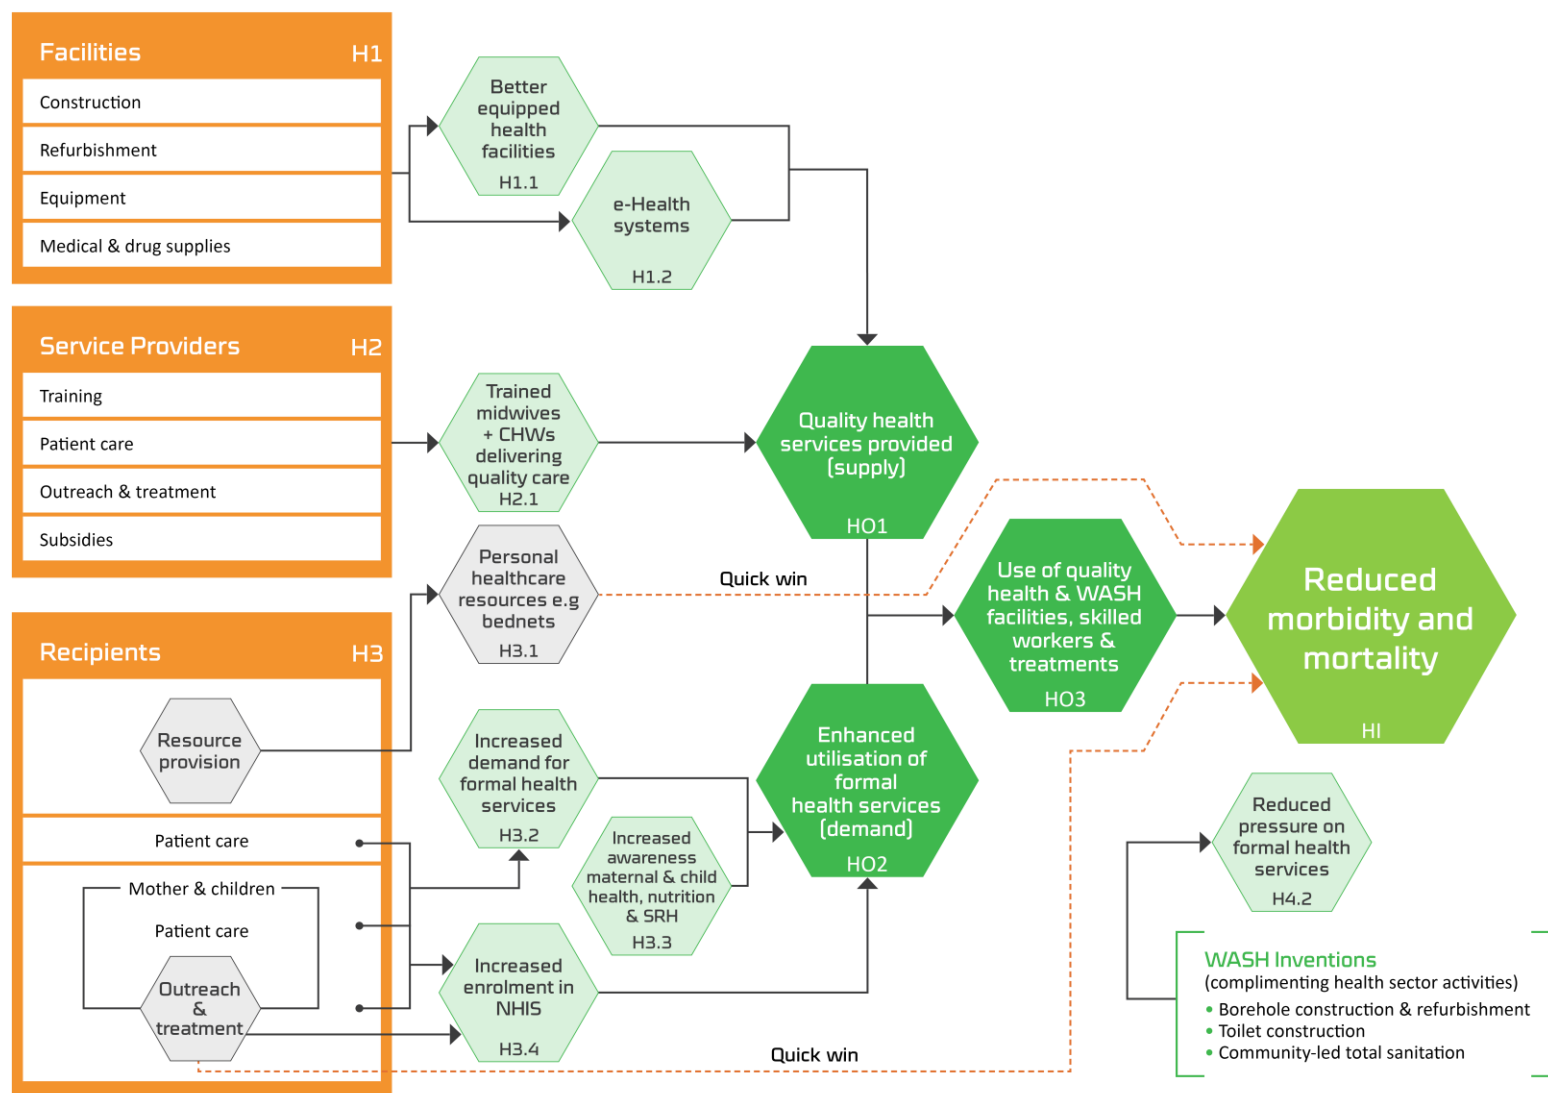 Facilities H1
Construction
Refurbishment
Equipment
Medical & drug supplies
Better
equipped
health
facilities
H1.1
e-Health
systems
H1.2
Service Providers H2
Training
Patient care
Outreach & treatment
Subsidies
Trained
midwives
+ CHWs
delivering
quality care
H2.1
Quality health
services provided
(supply)
HO1
Personal
healthcare
resources e.g
bednets
H3.1
Quick win
Use of quality
health & WASH
facilities, skilled
workers &
treatments
HO3
Reduced
morbidity and
mortality
HI
Recipients H3
Resource
provision
Patient care
Mother & children
Patient care
Outreach
&
treatment
Increased
demand for
formal health
services
H3.2
Increased
awareness
maternal & child
health, nutrition
& SRH
H3.3
Increased
enrolment in
NHIS
H3.4
Enhanced
utilisation of
formal
health services
(demand)
HO2
Quick win
Reduced
pressure on
formal health
services
H4.2
WASH Inventions
(complimenting health sector activities)
• Borehole construction & refurbishment
• Toilet construction
• Community-led total sanitation